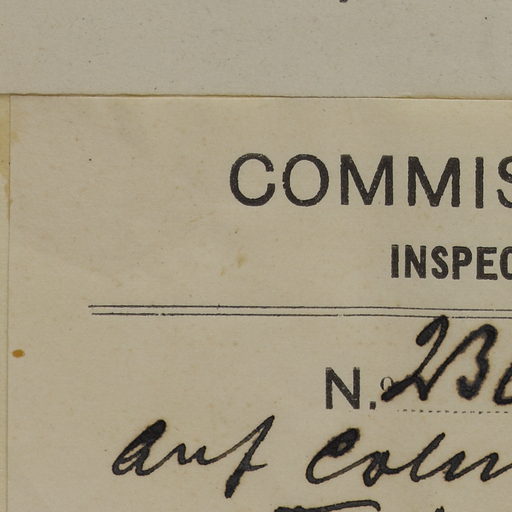 COMMIS
INSPEC
N.º 23
auf Colu